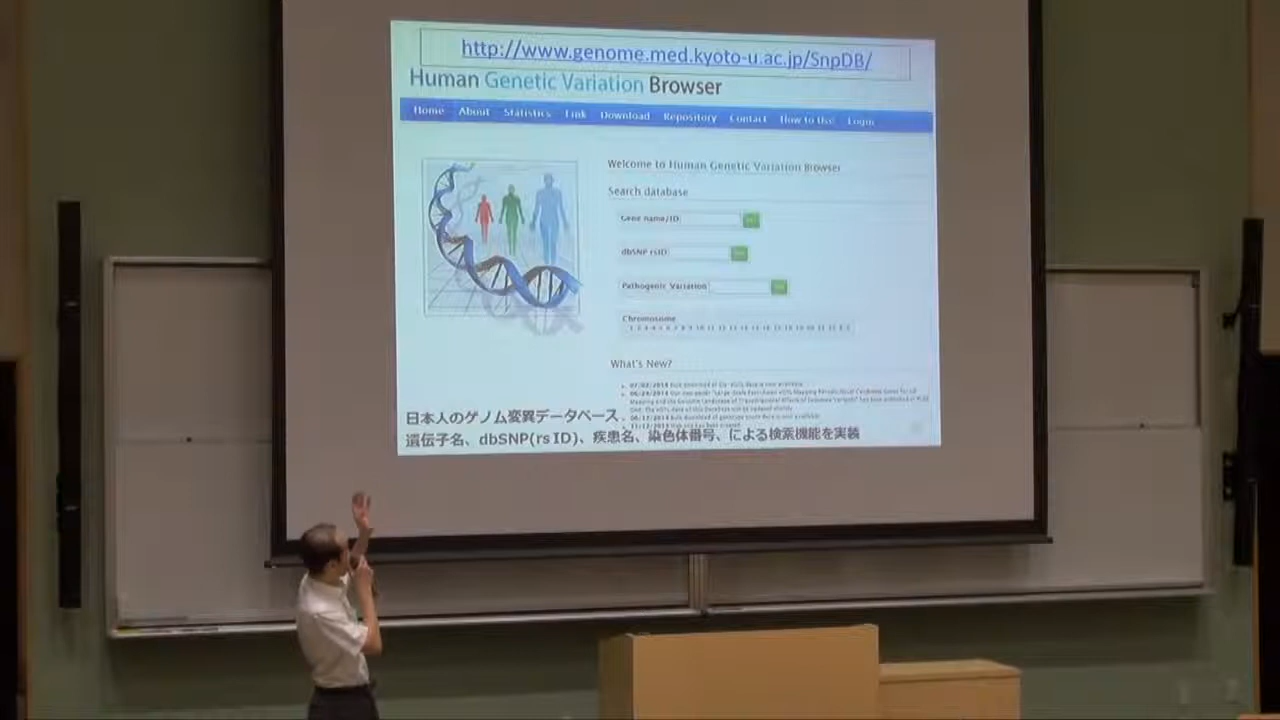 http://www.genome.med.kyoto-u.ac.jp/SnpDB/
Human Genetic Variation Browser
Home About Statistics Link Download Repository Contact How to Use Login
Welcome to Human Genetic Variation Browser
Search database
Gene name/ID
dbSNP rsID
Pathogenic Variation
Chromosome
What's New?
日本人のゲノム変異データベース
遺伝子名、dbSNP(rs ID)、疾患名、染色体番号、による検索機能を実装